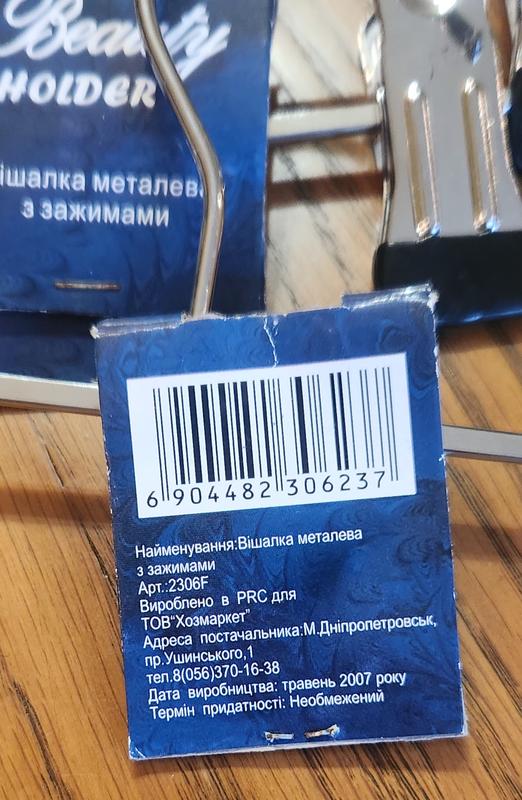 Beauty
HOLDER
вішалка металева
з зажимами
6 904482 306237
Найменування:Вішалка металева
з зажимами
Арт.:2306F
Вироблено в PRC для
ТОВ"Хозмаркет"
Адреса постачальника:М.Дніпропетровськ,
пр.Ушинського,1
тел.8(056)370-16-38
Дата виробництва: травень 2007 року
Термін придатності: Необмежений